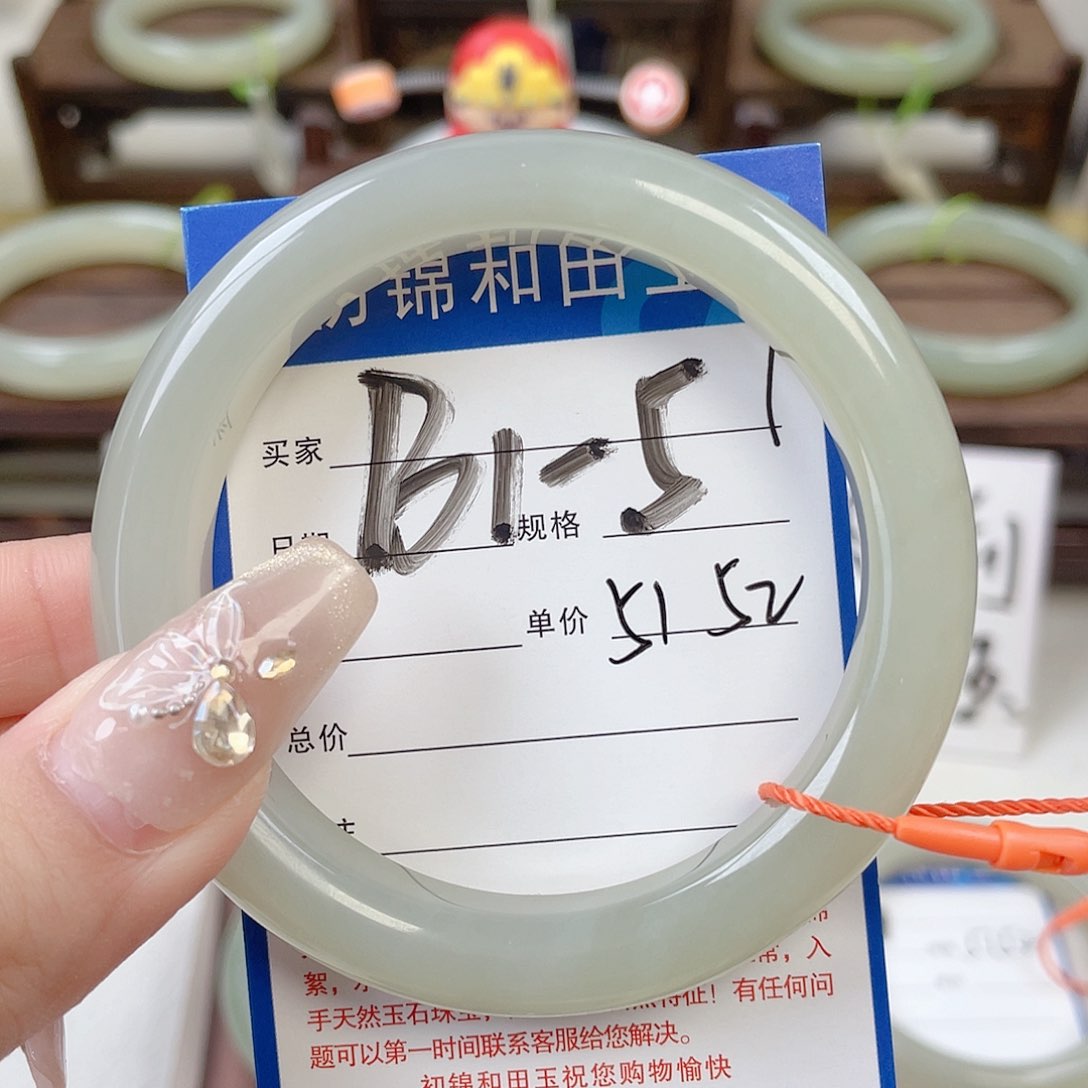 初锦和田玉
B1-5
买家
日期
规格
单价 51 52
总价
絮，
手天然玉石珠宝，
特征！有任何问
题可以第一时间联系客服给您解决。
初锦和田玉祝您购物愉快